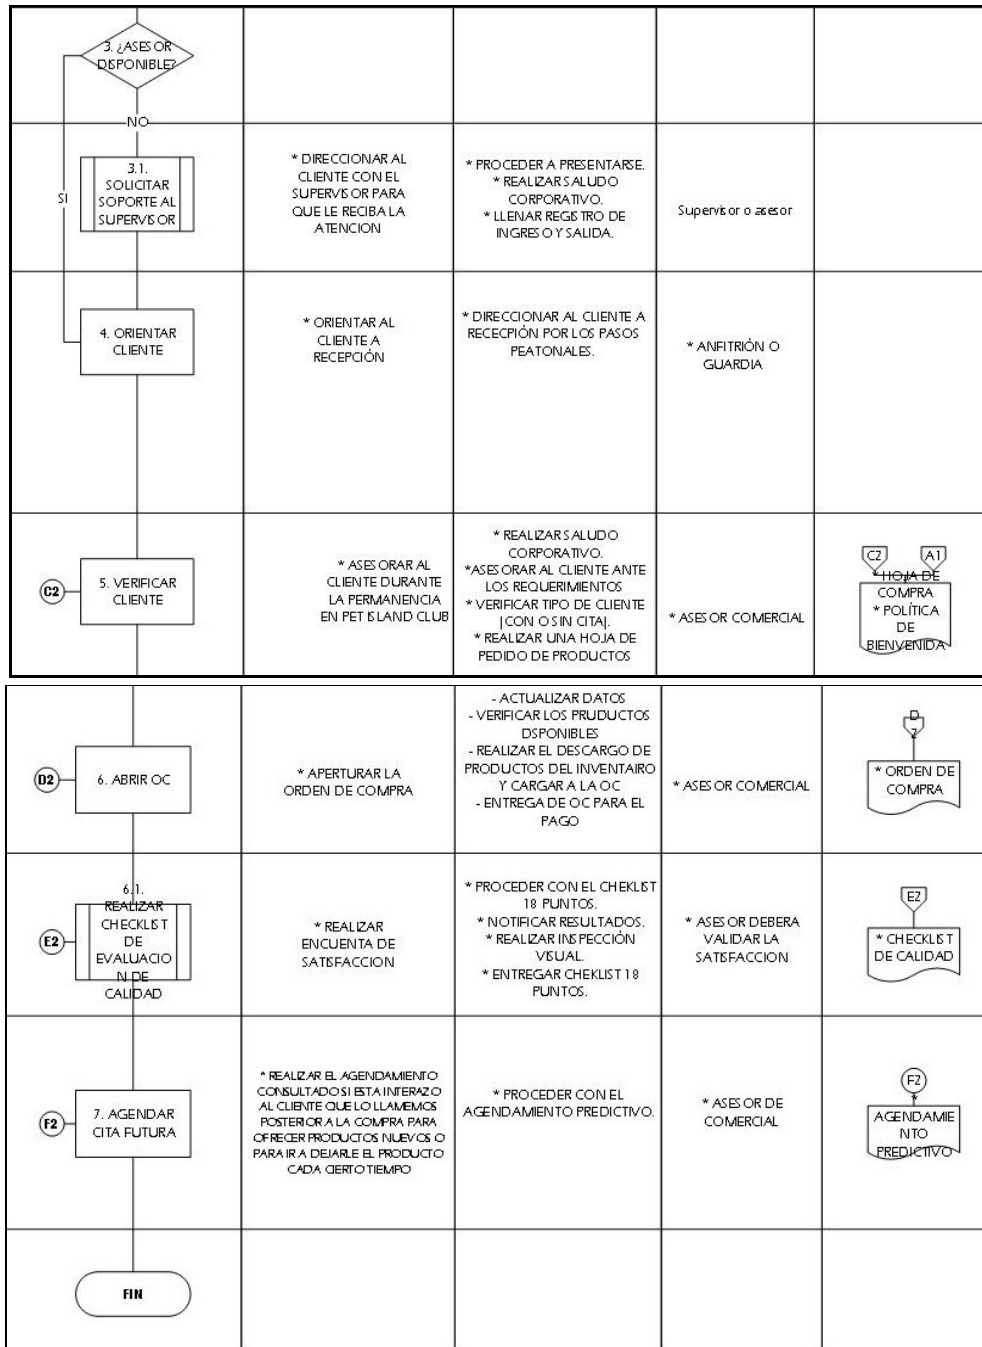 3. ¿ASESOR
DISPONIBLE?
NO
SI
3.1.
SOLICITAR
SOPORTE AL
SUPERVISOR
* DIRECCIONAR AL
CLIENTE CON EL
SUPERVISOR PARA
QUE LE RECIBA LA
ATENCION
* PROCEDER A PRESENTARSE.
* REALIZAR SALUDO
CORPORATIVO.
* LLENAR REGISTRO DE
INGRESO Y SALIDA.
Supervisor o asesor
4. ORIENTAR
CLIENTE
* ORIENTAR AL
CLIENTE A
RECEPCIÓN
* DIRECCIONAR AL CLIENTE A
RECECPIÓN POR LOS PASOS
PEATONALES.
* ANFITRIÓN O
GUARDIA
C2
5. VERIFICAR
CLIENTE
* ASESORAR AL
CLIENTE DURANTE
LA PERMANENCIA
EN PET ISLAND CLUB
* REALIZAR SALUDO
CORPORATIVO.
*ASESORAR AL CLIENTE ANTE
LOS REQUERIMIENTOS
* VERIFICAR TIPO DE CLIENTE
|CON O SIN CITA|.
* REALIZAR UNA HOJA DE
PEDIDO DE PRODUCTOS
* ASESOR COMERCIAL
C2 A1
* HOJA DE
COMPRA
* POLÍTICA
DE
BIENVENIDA
D2
6. ABRIR OC
* APERTURAR LA
ORDEN DE COMPRA
- ACTUALIZAR DATOS
- VERIFICAR LOS PRUDUCTOS
DSPONIBLES
- REALIZAR EL DESCARGO DE
PRODUCTOS DEL INVENTAIRO
Y CARGAR A LA OC
- ENTREGA DE OC PARA EL
PAGO
* ASESOR COMERCIAL
D
2
* ORDEN DE
COMPRA
E2
6.1.
REALIZAR
CHECKLIST
DE
EVALUACIO
N DE
CALIDAD
* REALIZAR
ENCUENTA DE
SATISFACCION
* PROCEDER CON EL CHEKLIST
18 PUNTOS.
* NOTIFICAR RESULTADOS.
* REALIZAR INSPECCIÓN
VISUAL.
* ENTREGAR CHEKLIST 18
PUNTOS.
* ASESOR DEBERA
VALIDAR LA
SATISFACCION
E2
* CHECKLIST
DE CALIDAD
F2
7. AGENDAR
CITA FUTURA
* REALIZAR EL AGENDAMIENTO
CONSULTADO SI ESTA INTERAZO
AL CLIENTE QUE LO LLAMEMOS
POSTERIOR A LA COMPRA PARA
OFRECER PRODUCTOS NUEVOS O
PARA IR A DEJARLE EL PRODUCTO
CADA CIERTO TIEMPO
* PROCEDER CON EL
AGENDAMIENTO PREDICTIVO.
* ASESOR DE
COMERCIAL
F2
*
AGENDAMIE
NTO
PREDICTIVO
FIN